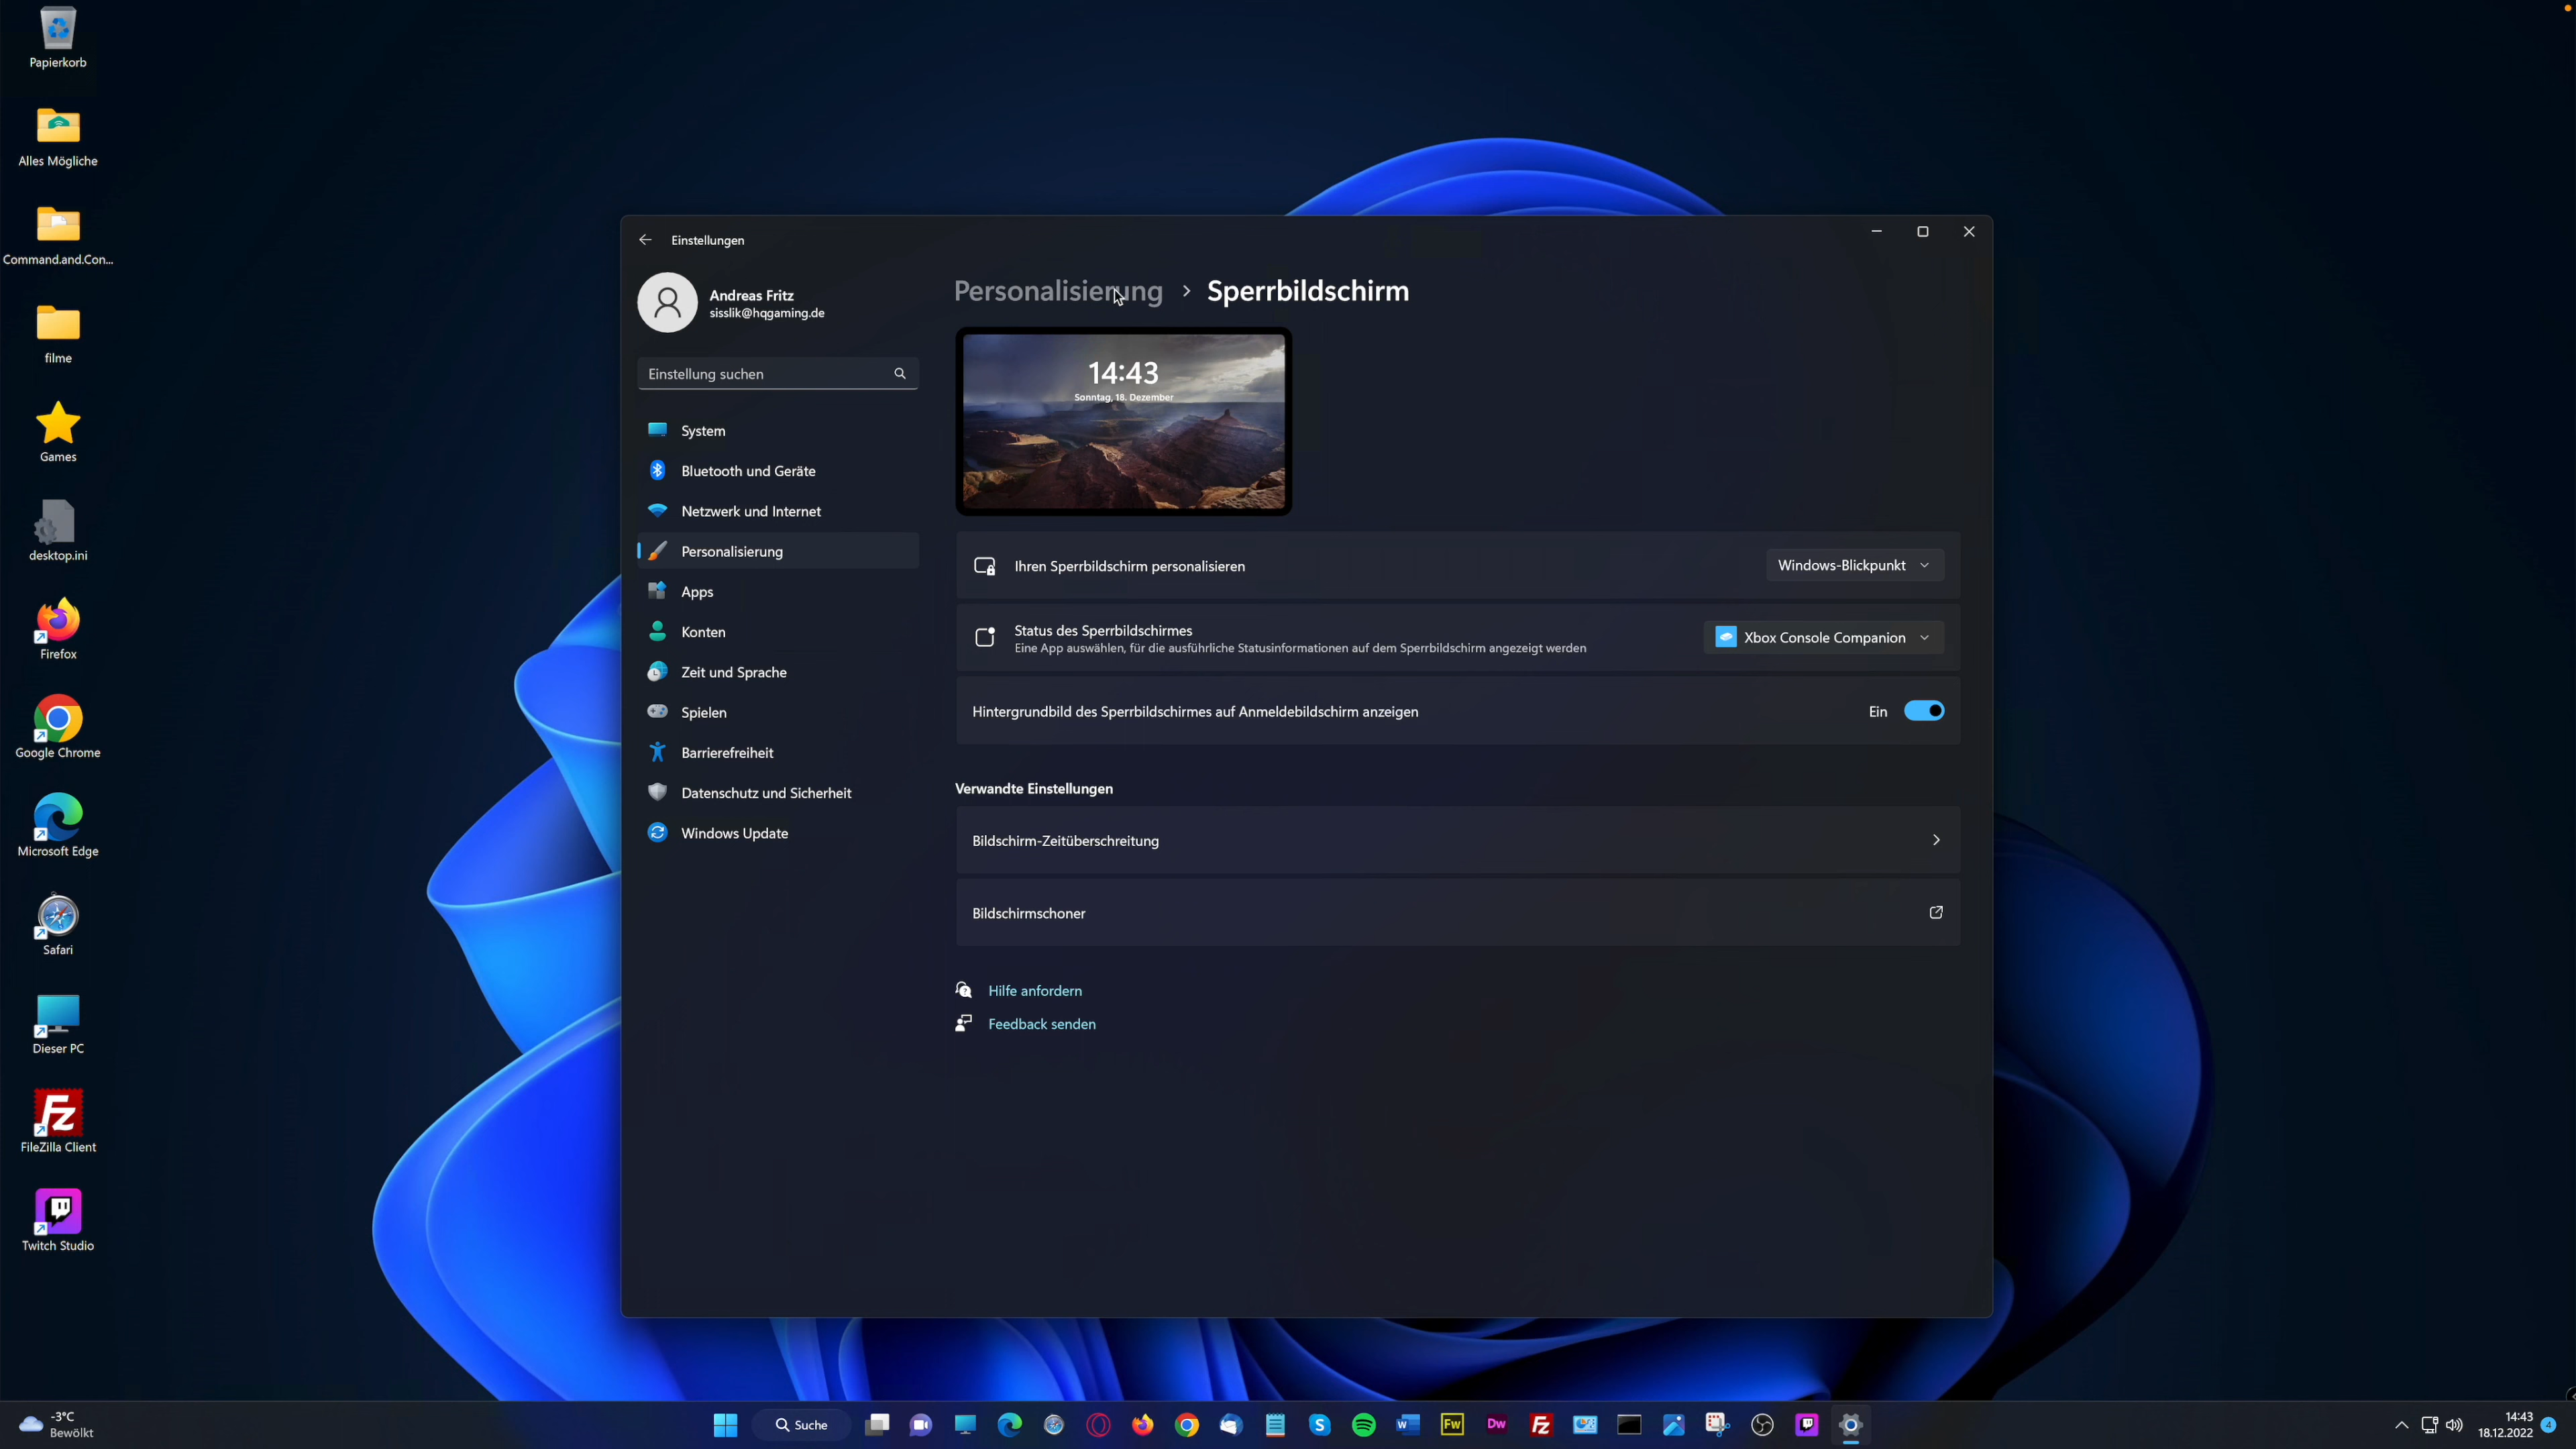 Papierkorb
Alles Mögliche
Command.and.Con...
filme
Games
desktop.ini
Firefox
Google Chrome
Microsoft Edge
Safari
Dieser PC
FileZilla Client
Twitch Studio
Einstellungen
Andreas Fritz
sisslik@hqgaming.de
Einstellung suchen
System
Bluetooth und Geräte
Netzwerk und Internet
Personalisierung
Apps
Konten
Zeit und Sprache
Spielen
Barrierefreiheit
Datenschutz und Sicherheit
Windows Update
Personalisierung > Sperrbildschirm
14:43
Sonntag, 18. Dezember
Ihren Sperrbildschirm personalisieren
Windows-Blickpunkt
Status des Sperrbildschirmes
Eine App auswählen, für die ausführliche Statusinformationen auf dem Sperrbildschirm angezeigt werden
Xbox Console Companion
Hintergrundbild des Sperrbildschirmes auf Anmeldebildschirm anzeigen
Ein
Verwandte Einstellungen
Bildschirm-Zeitüberschreitung
Bildschirmschoner
Hilfe anfordern
Feedback senden
-3°C
Bewölkt
Suche
Fw
Dw
14:43
18.12.2022
4